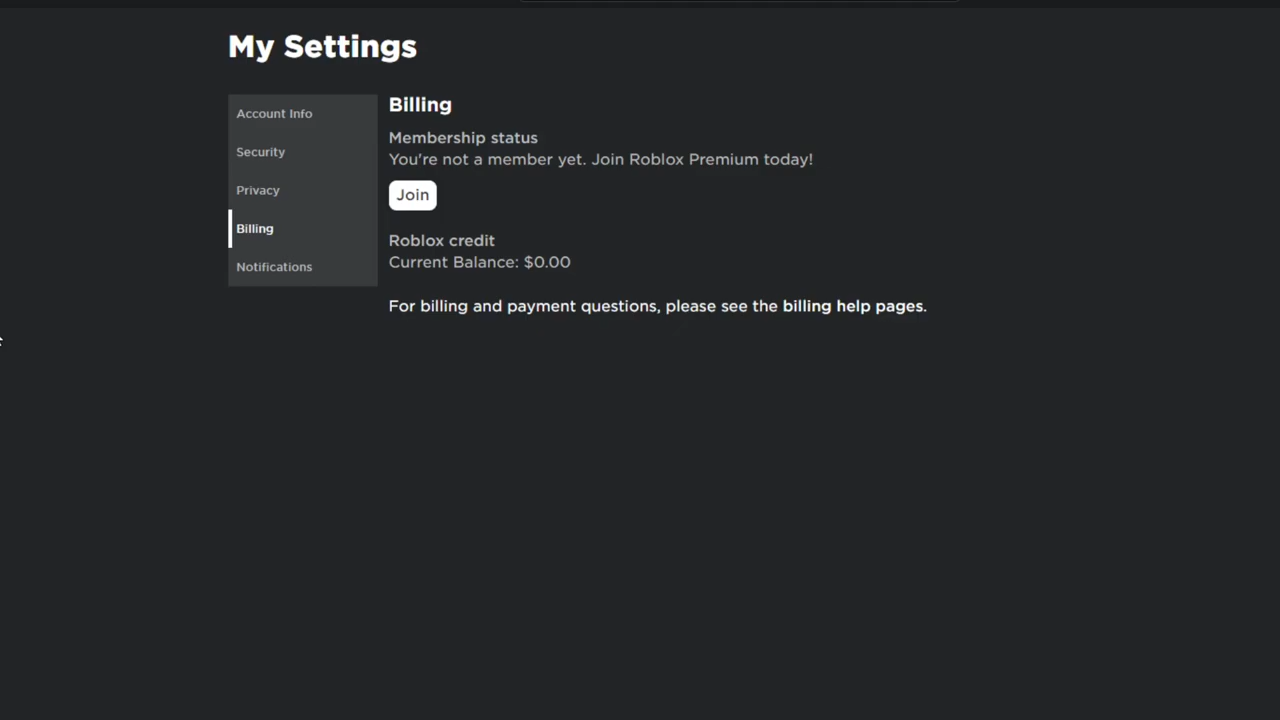 My Settings
Account Info
Security
Privacy
Billing
Notifications
Billing
Membership status
You're not a member yet. Join Roblox Premium today!
Join
Roblox credit
Current Balance: $0.00
For billing and payment questions, please see the billing help pages.